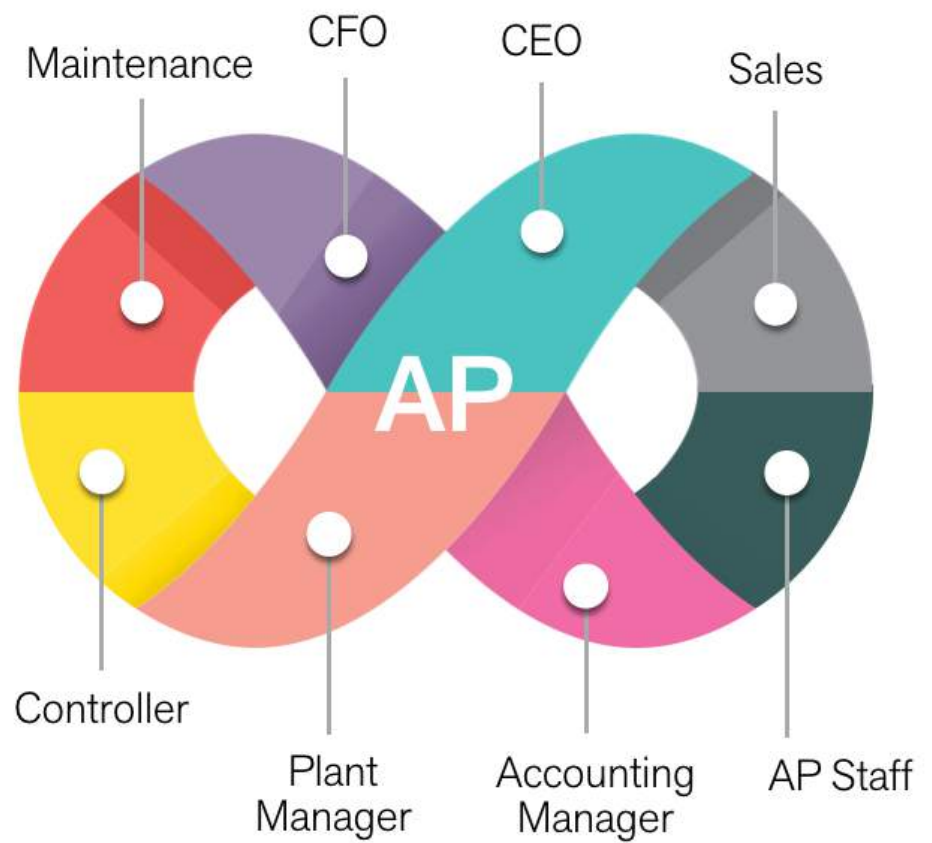 Maintenance
CFO
CEO
Sales
AP
Controller
Plant
Manager
Accounting
Manager
AP Staff